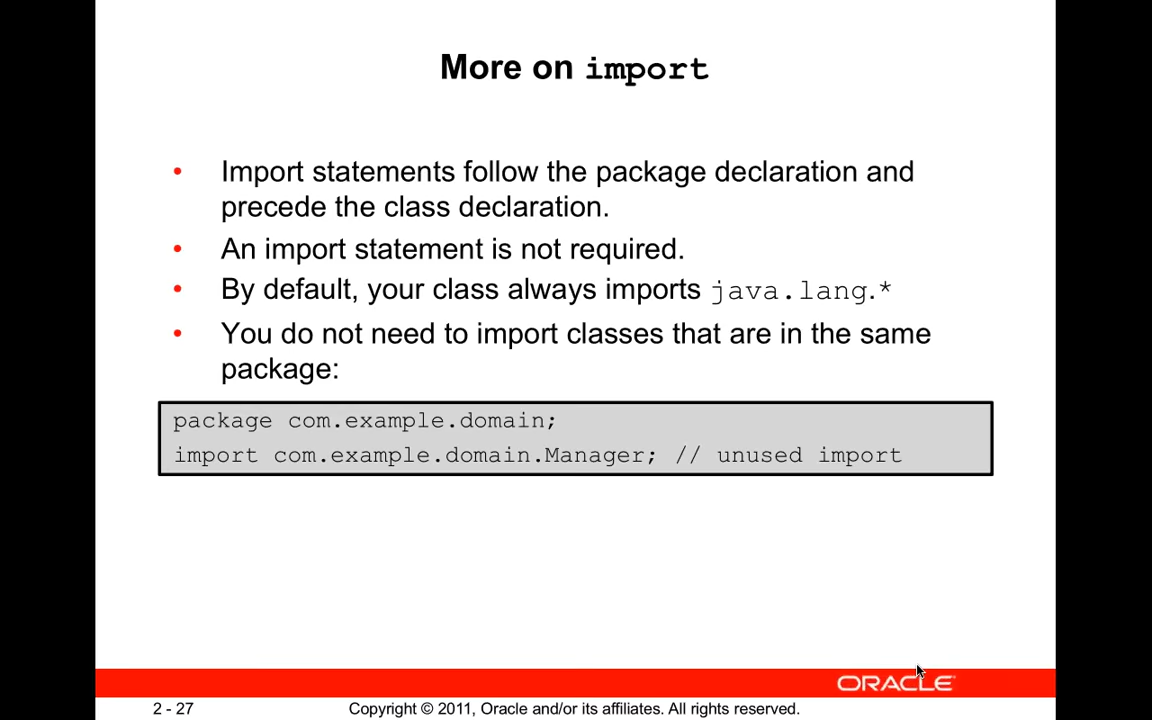 More on import
• Import statements follow the package declaration and
precede the class declaration.
• An import statement is not required.
• By default, your class always imports java.lang.*
• You do not need to import classes that are in the same
package:
package com.example.domain;
import com.example.domain.Manager; // unused import
ORACLE
2 - 27 Copyright © 2011, Oracle and/or its affiliates. All rights reserved.